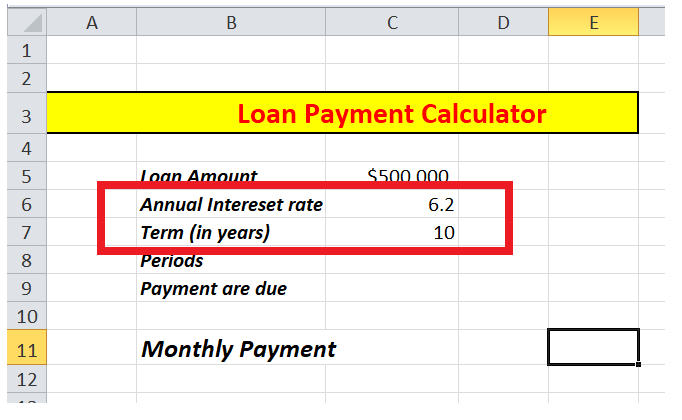 A B C D E
1
2
3 Loan Payment Calculator
4
5 Loan Amount $500 000
6 Annual Intereset rate 6.2
7 Term (in years) 10
8 Periods
9 Payment are due
10
11 Monthly Payment
12